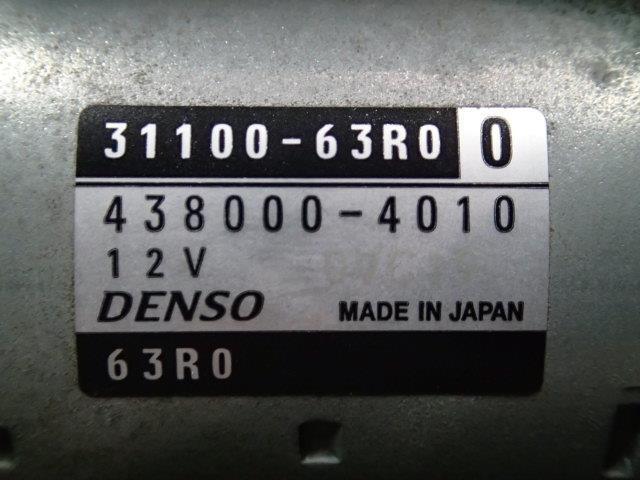 31100-63R0 0
438000-4010
12V
DENSO MADE IN JAPAN
63R0